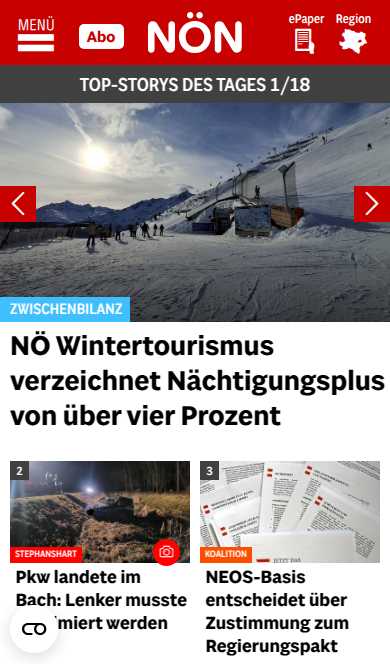 MENÜ
Abo
NÖN
ePaper
Region
TOP-STORYS DES TAGES 1/18
ZWISCHENBILANZ
NÖ Wintertourismus
verzeichnet Nächtigungsplus
von über vier Prozent
2
STEPHANSHART
Pkw landete im
Bach: Lenker musste
werden
3
KOALITION
NEOS-Basis
entscheidet über
Zustimmung zum
Regierungspakt